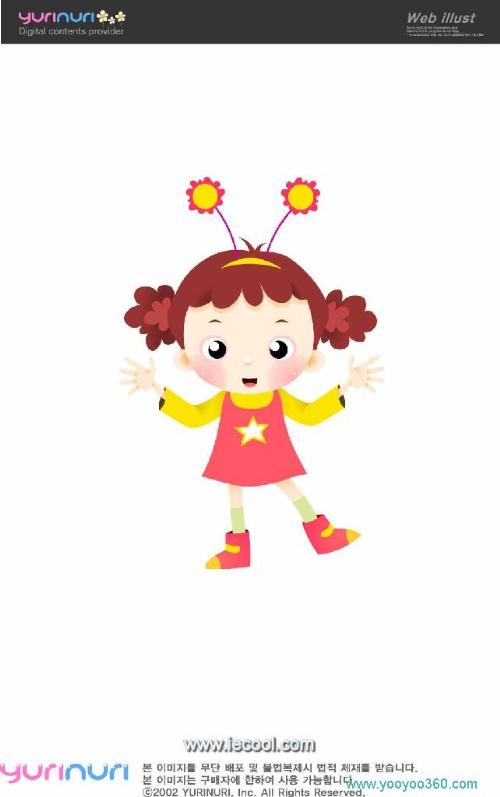 yurinuri
Digital contents provider
Web illust
www.iecool.com
yurinuri
본 이미지를 무단 배포 및 불법복제시 법적 제재를 받습니다.
본 이미지는 구매자에 한하여 사용 가능합니다.
www.yooyoo360.com
©2002 YURINURI, Inc. All Rights Reserved.